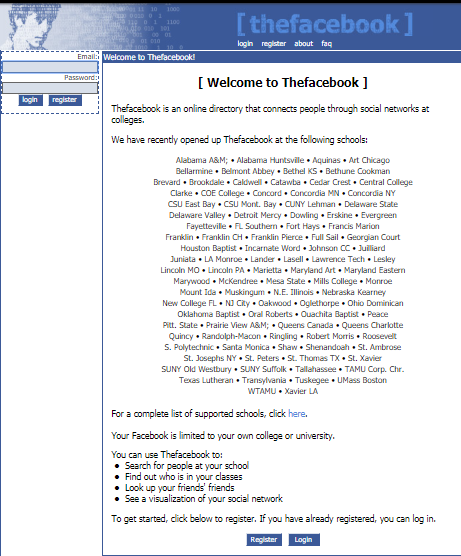 [ thefacebook ]
login register about faq
Email:
Password:
login register
Welcome to Thefacebook!
[ Welcome to Thefacebook ]
Thefacebook is an online directory that connects people through social networks at
colleges.
We have recently opened up Thefacebook at the following schools:
Alabama A&M; • Alabama Huntsville • Aquinas • Art Chicago
Bellarmine • Belmont Abbey • Bethel KS • Bethune Cookman
Brevard • Brookdale • Caldwell • Catawba • Cedar Crest • Central College
Clarke • COE College • Concord • Concordia MN • Concordia NY
CSU East Bay • CSU Mont. Bay • CUNY Lehman • Delaware State
Delaware Valley • Detroit Mercy • Dowling • Erskine • Evergreen
Fayetteville • FL Southern • Fort Hays • Francis Marion
Franklin • Franklin CH • Franklin Pierce • Full Sail • Georgian Court
Houston Baptist • Incarnate Word • Johnson CC • Juilliard
Juniata • LA Monroe • Lander • Lasell • Lawrence Tech • Lesley
Lincoln MO • Lincoln PA • Marietta • Maryland Art • Maryland Eastern
Marywood • McKendree • Mesa State • Mills College • Monroe
Mount Ida • Muskingum • N.E. Illinois • Nebraska Kearney
New College FL • NJ City • Oakwood • Oglethorpe • Ohio Dominican
Oklahoma Baptist • Oral Roberts • Ouachita Baptist • Peace
Pitt. State • Prairie View A&M; • Queens Canada • Queens Charlotte
Quincy • Randolph-Macon • Ringling • Robert Morris • Roosevelt
S. Polytechnic • Santa Monica • Shaw • Shenandoah • St. Ambrose
St. Josephs NY • St. Peters • St. Thomas TX • St. Xavier
SUNY Old Westbury • SUNY Suffolk • Tallahassee • TAMU Corp. Chr.
Texas Lutheran • Transylvania • Tuskegee • UMass Boston
WTAMU • Xavier LA
For a complete list of supported schools, click here.
Your Facebook is limited to your own college or university.
You can use Thefacebook to:
• Search for people at your school
• Find out who is in your classes
• Look up your friends' friends
• See a visualization of your social network
To get started, click below to register. If you have already registered, you can log in.
Register Login